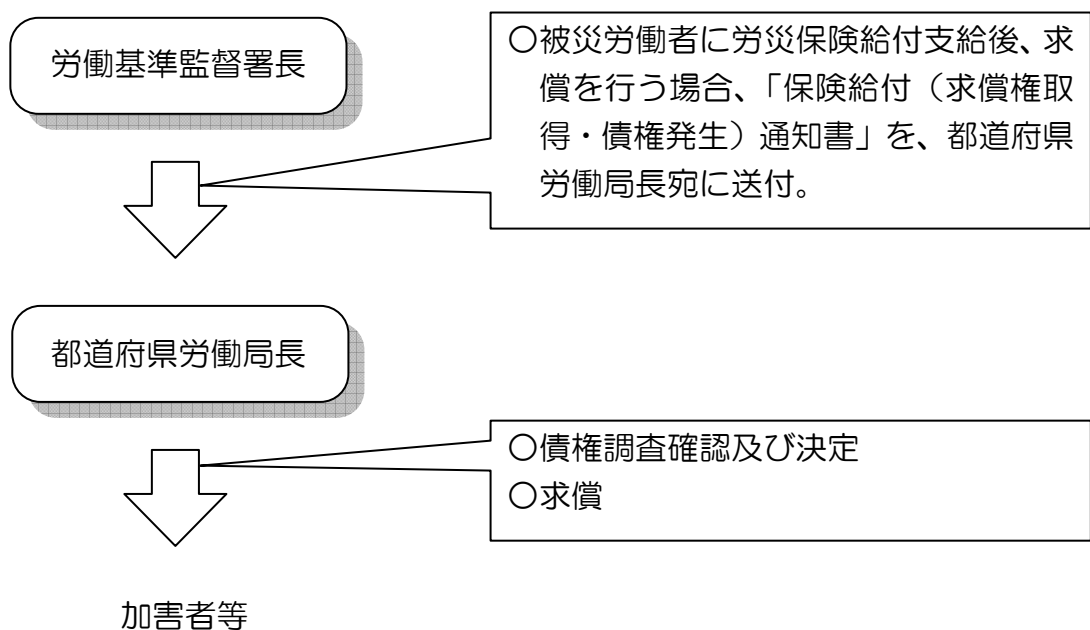 労働基準監督署長
○被災労働者に労災保険給付支給後、求
償を行う場合、「保険給付（求償権取
得・債権発生）通知書」を、都道府県
労働局長宛に送付。
都道府県労働局長
○債権調査確認及び決定
○求償
加害者等